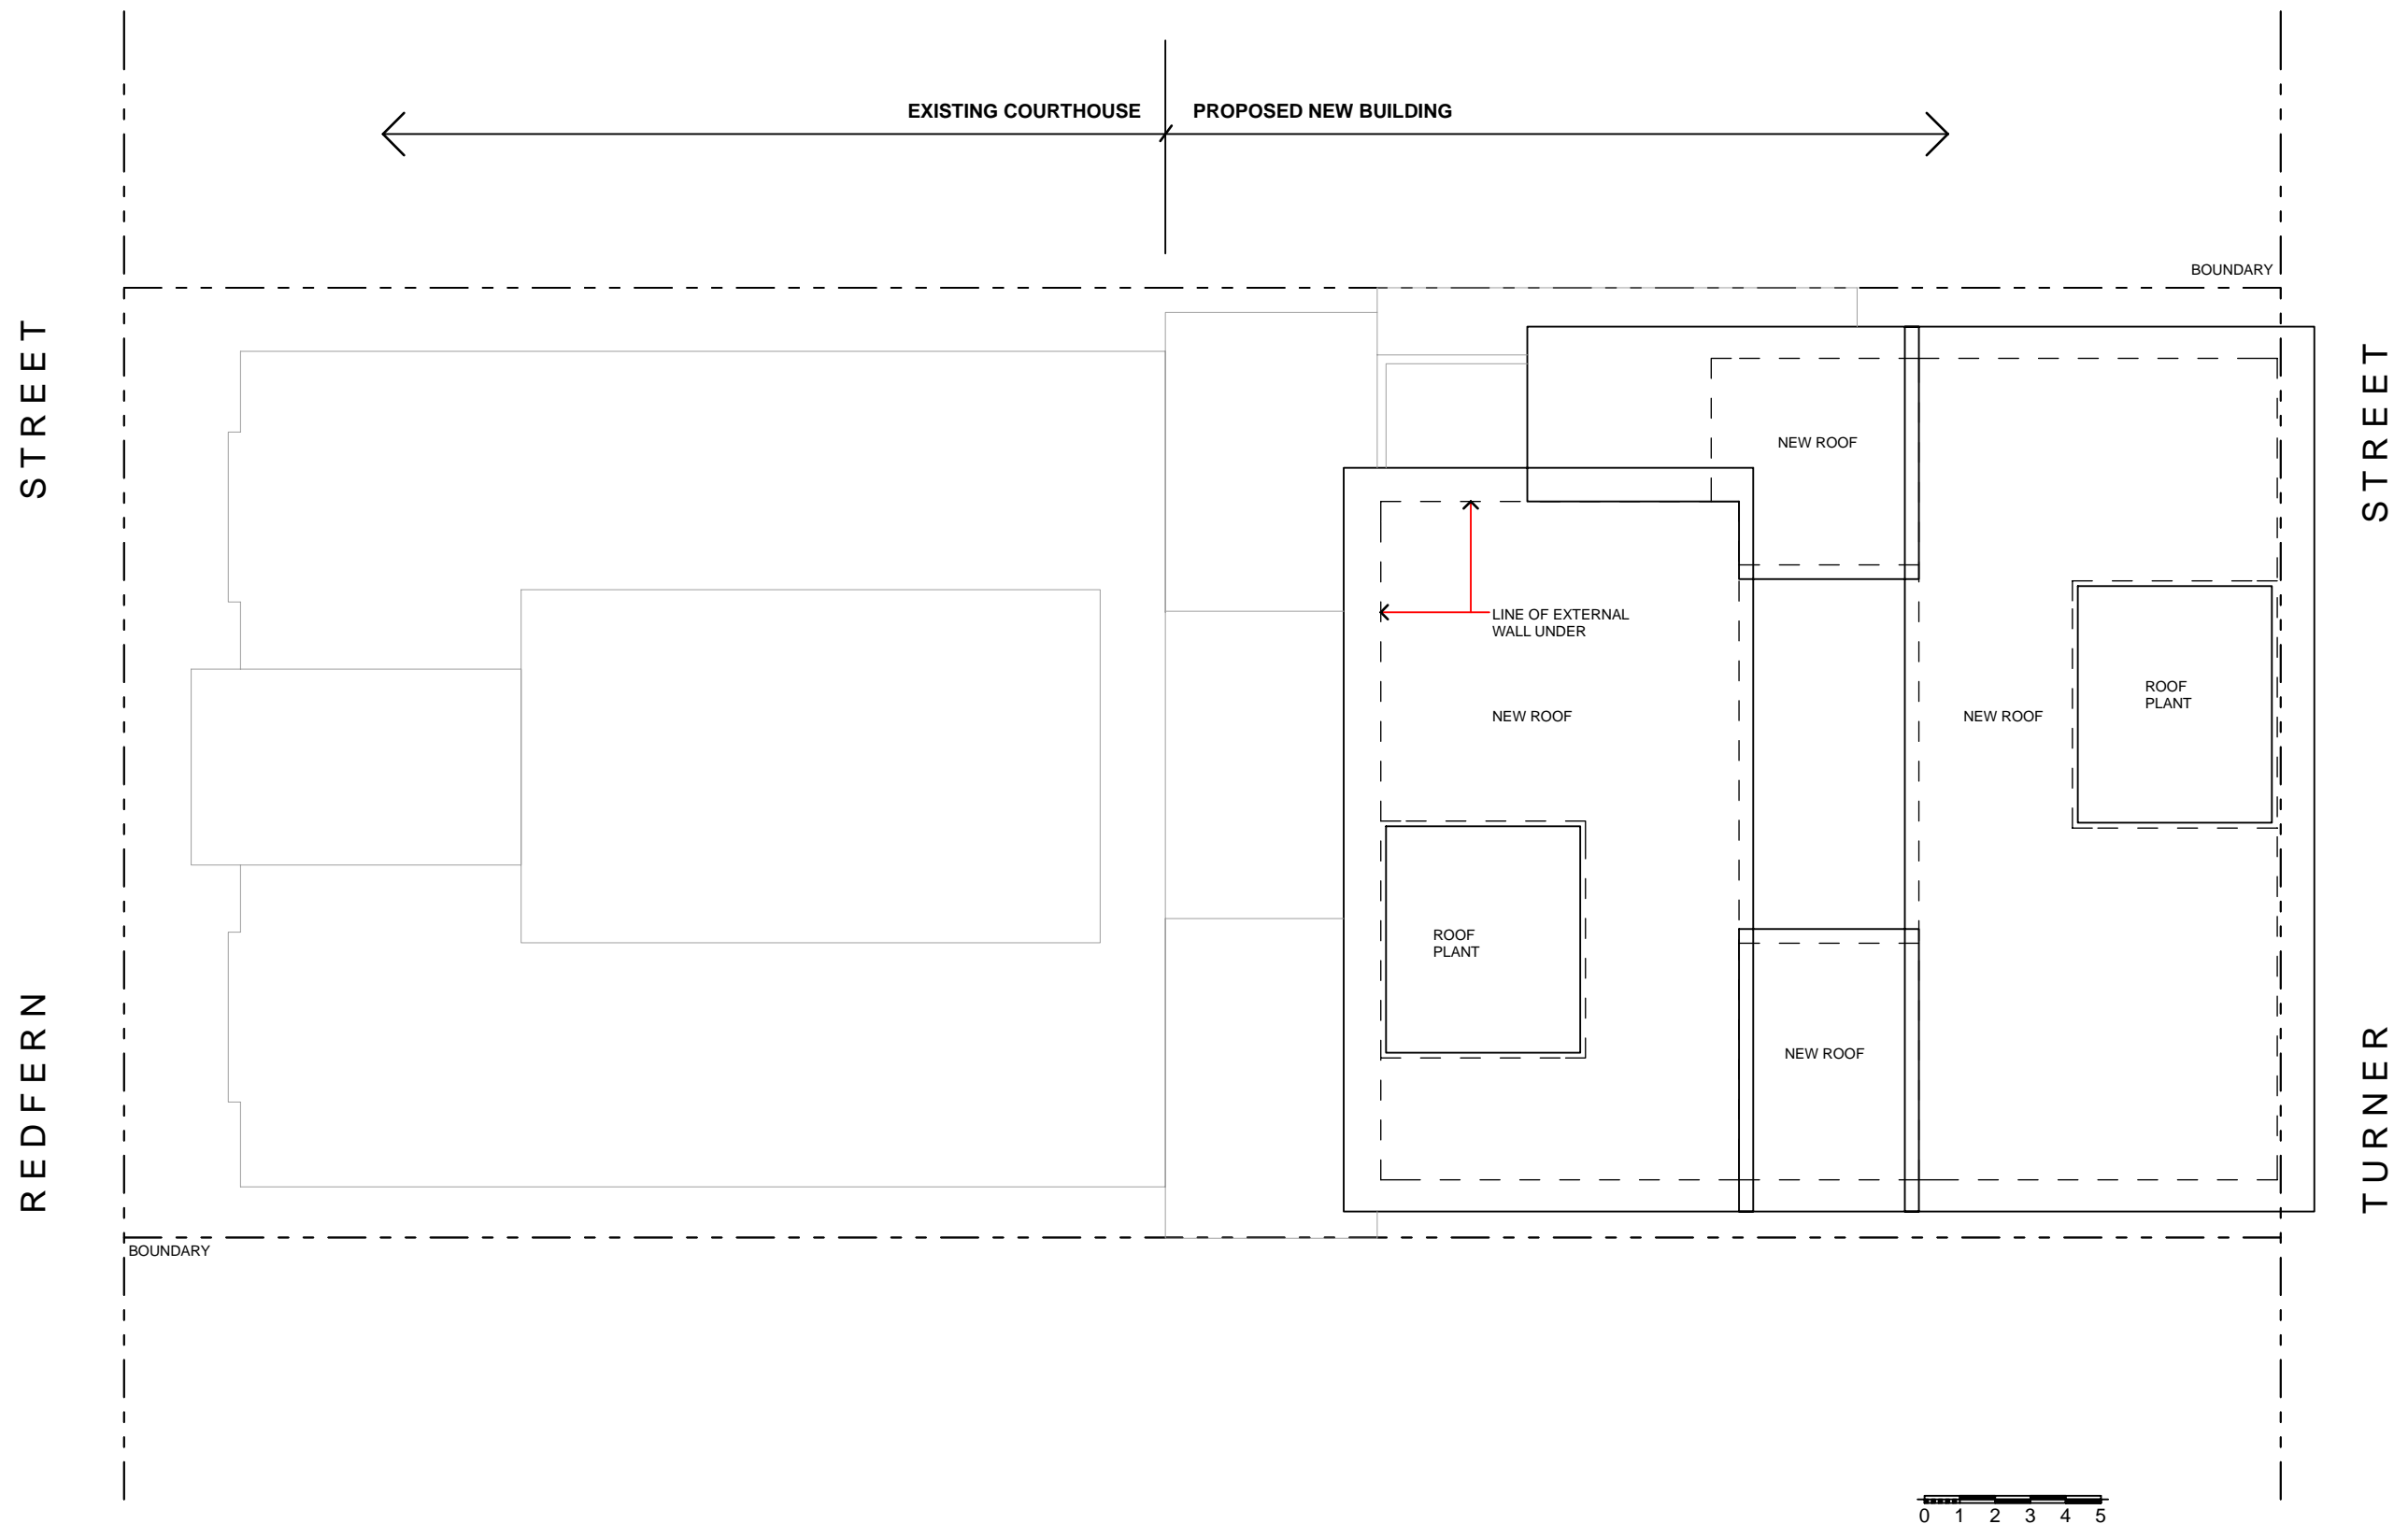 EXISTING COURTHOUSE
PROPOSED NEW BUILDING
BOUNDARY
REDFERN STREET
TURNER STREET
NEW ROOF
LINE OF EXTERNAL
WALL UNDER
NEW ROOF
NEW ROOF
ROOF
PLANT
ROOF
PLANT
NEW ROOF
BOUNDARY
0 1 2 3 4 5